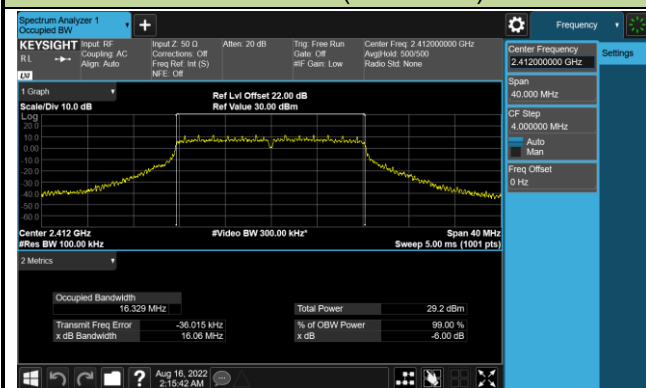 Spectrum Analyzer 1
Occupied BW
+
Frequency
KEYSIGHT
RL
LXI
Input: RF
Coupling: AC
Align: Auto
Input Z: 50 Ω
Corrections: Off
Freq Ref: Int (S)
NFE: Off
Atten: 20 dB
Trig: Free Run
Gate: Off
#IF Gain: Low
Center Freq: 2.412000000 GHz
Avg|Hold: 500/500
Radio Std: None
Center Frequency
2.412000000 GHz
Settings
Span
40.000 MHz
CF Step
4.000000 MHz
Auto
Man
Freq Offset
0 Hz
1 Graph
Scale/Div 10.0 dB
Ref Lvl Offset 22.00 dB
Ref Value 30.00 dBm
Log
20.0
10.0
0.00
-10.0
-20.0
-30.0
-40.0
-50.0
-60.0
Center 2.412 GHz
#Res BW 100.00 kHz
#Video BW 300.00 kHz*
Span 40 MHz
Sweep 5.00 ms (1001 pts)
2 Metrics
Occupied Bandwidth
16.329 MHz
Total Power 29.2 dBm
Transmit Freq Error -36.015 kHz
% of OBW Power 99.00 %
x dB Bandwidth 16.06 MHz
x dB -6.00 dB
?
Aug 16, 2022
2:15:42 AM